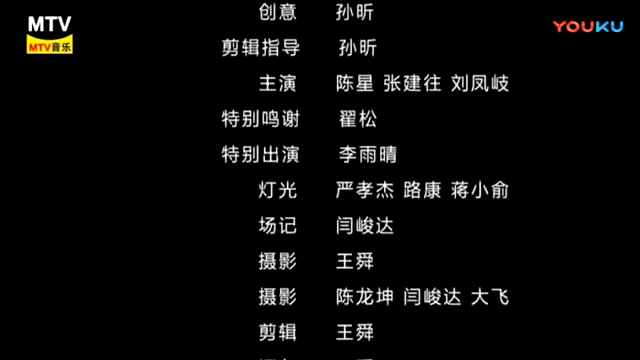 MTV
MTV音乐
YOUKU
创意 孙昕
剪辑指导 孙昕
主演 陈星 张建往 刘凤岐
特别鸣谢 翟松
特别出演 李雨晴
灯光 严孝杰 路康 蒋小俞
场记 闫峻达
摄影 王舜
摄影 陈龙坤 闫峻达 大飞
剪辑 王舜